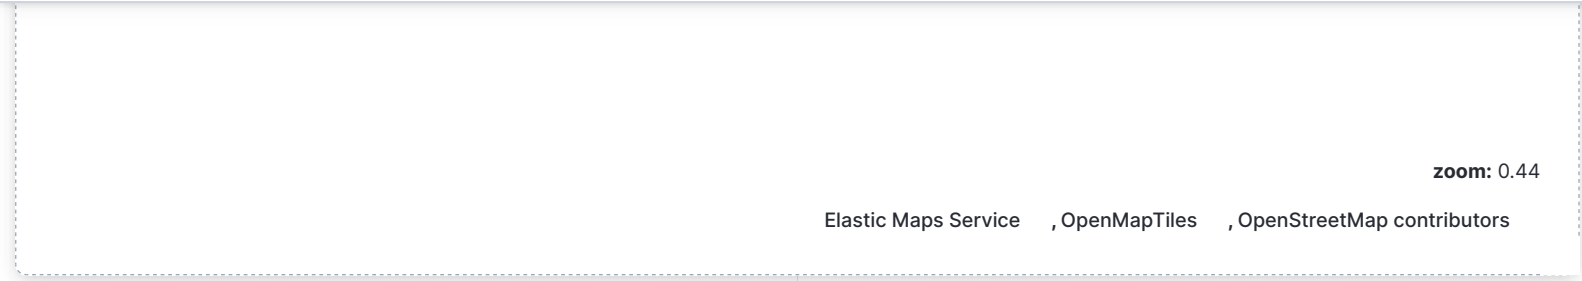 zoom: 0.44
Elastic Maps Service , OpenMapTiles , OpenStreetMap contributors